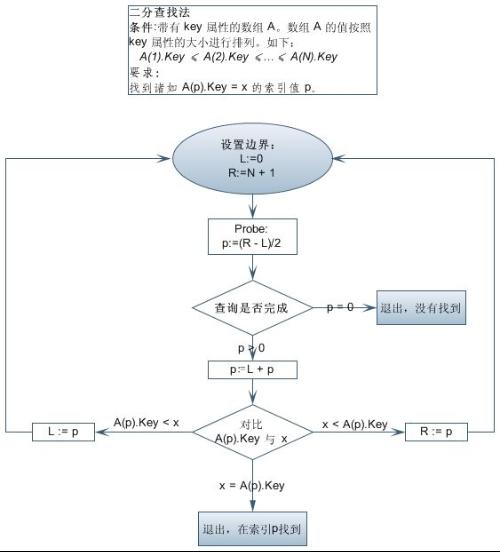 二分查找法
条件:带有 key 属性的数组 A。数组 A 的值按照
key 属性的大小进行排列。如下:
A(1).Key ⩽ A(2).Key ⩽... ⩽ A(N).Key
要求:
找到诸如 A(p).Key = x 的索引值 p.
设置边界:
L:=0
R:=N + 1
Probe:
p:=(R - L)/2
查询是否完成
p = 0
退出，没有找到
p > 0
p:=L + p
L := p
A(p).Key < x
对比
A(p).Key 与 x
x < A(p).Key
R := p
x = A(p).Key
退出，在索引p找到